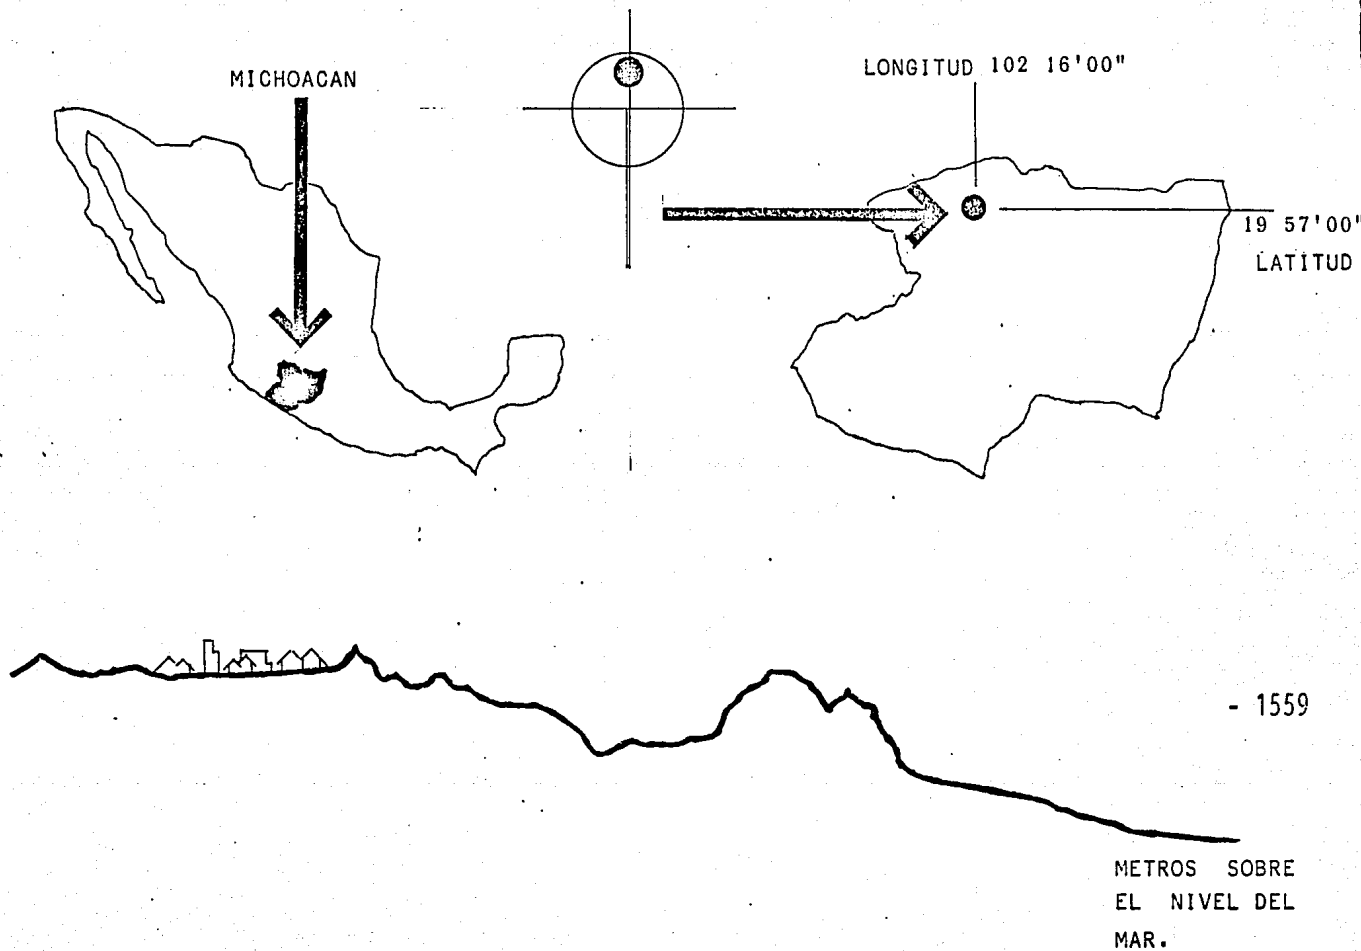 MICHOACAN
LONGITUD 102 16'00"
19 57'00"
LATITUD
- 1559
METROS SOBRE
EL NIVEL DEL
MAR.